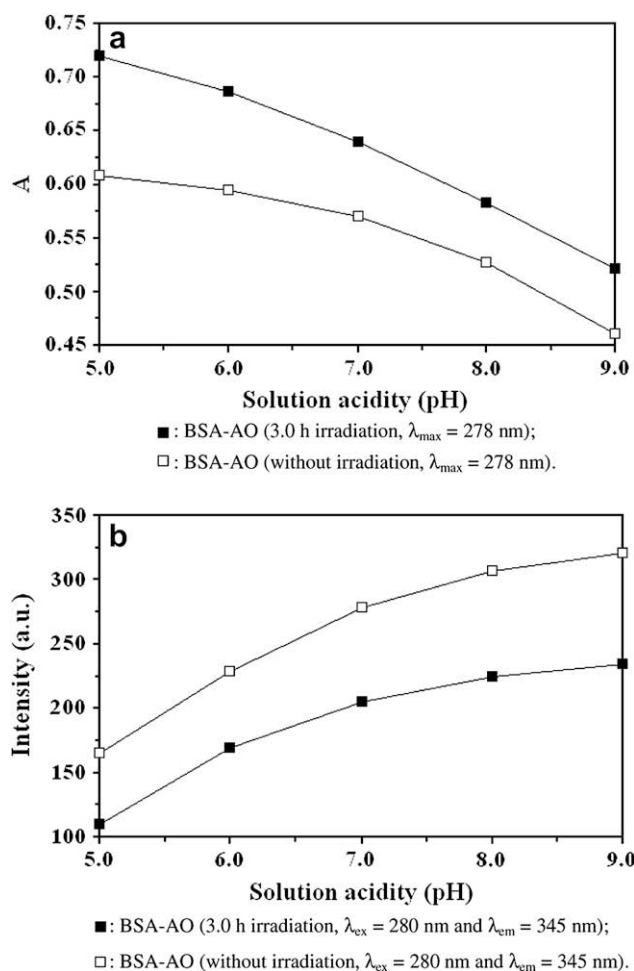 a
0.75
0.70
0.65
0.60
0.55
0.50
0.45
A
5.0 6.0 7.0 8.0 9.0
Solution acidity (pH)
■ : BSA-AO (3.0 h irradiation, λmax = 278 nm);
□ : BSA-AO (without irradiation, λmax = 278 nm).
b
350
300
250
200
150
100
Intensity (a.u.)
5.0 6.0 7.0 8.0 9.0
Solution acidity (pH)
■ : BSA-AO (3.0 h irradiation, λex = 280 nm and λem = 345 nm);
□ : BSA-AO (without irradiation, λex = 280 nm and λem = 345 nm).